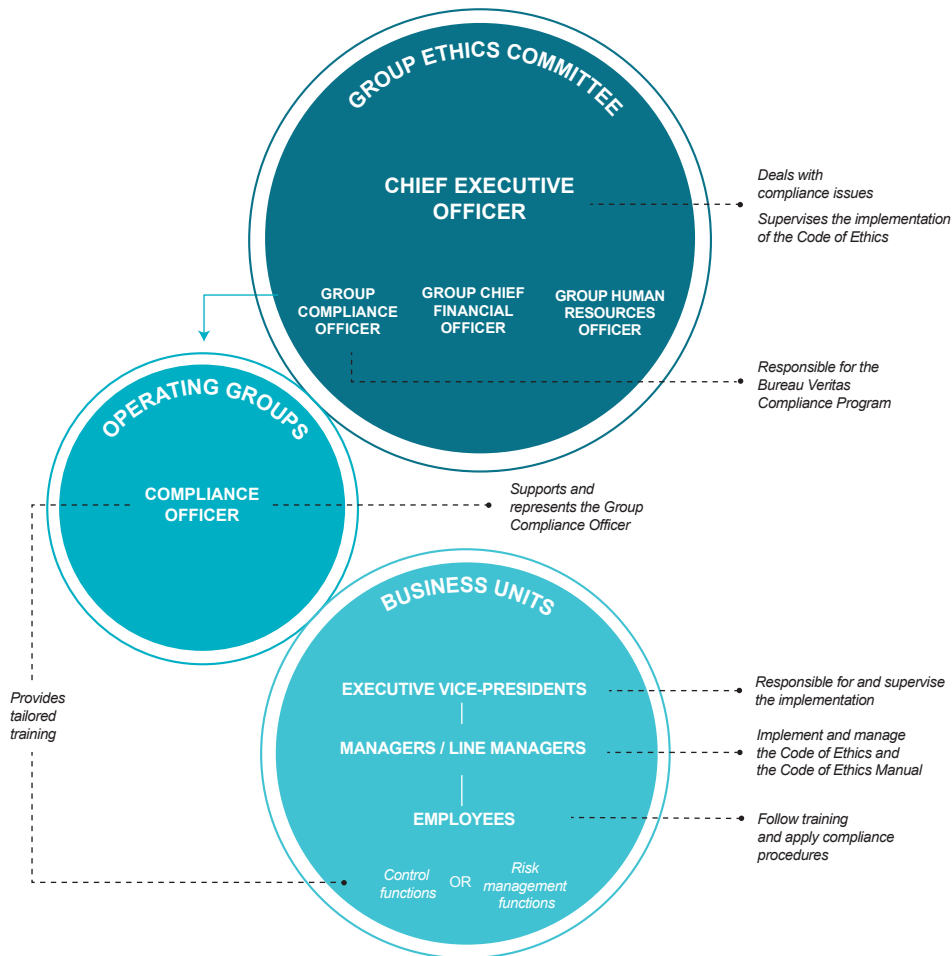 GROUP ETHICS COMMITTEE
CHIEF EXECUTIVE
OFFICER
Deals with
compliance issues
Supervises the implementation
of the Code of Ethics
GROUP
COMPLIANCE
OFFICER
GROUP CHIEF
FINANCIAL
OFFICER
GROUP HUMAN
RESOURCES
OFFICER
Responsible for the
Bureau Veritas
Compliance Program
OPERATING GROUPS
COMPLIANCE
OFFICER
Supports and
represents the Group
Compliance Officer
BUSINESS UNITS
Provides
tailored
training
EXECUTIVE VICE-PRESIDENTS
Responsible for and supervise
the implementation
MANAGERS / LINE MANAGERS
Implement and manage
the Code of Ethics and
the Code of Ethics Manual
EMPLOYEES
Follow training
and apply compliance
procedures
Control
functions
OR
Risk
management
functions